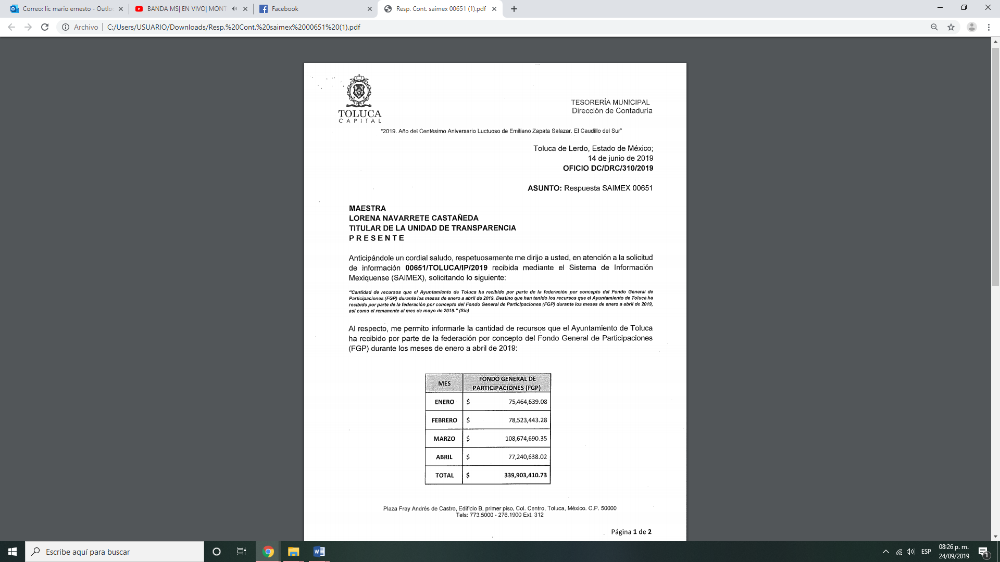 Correo: lic mario ernesto - Outlo
BANDA MS| EN VIVO| MONT
Facebook
Resp. Cont. saimex 00651 (1).pdf
Archivo
C:/Users/USUARIO/Downloads/Resp.%20Cont.%20saimex%2000651%20(1).pdf
TOLUCA
CAPITAL
TESORERÍA MUNICIPAL
Dirección de Contaduría
"2019. Año del Centésimo Aniversario Luctuoso de Emiliano Zapata Salazar. El Caudillo del Sur"
Toluca de Lerdo, Estado de México;
14 de junio de 2019
OFICIO DC/DRC/310/2019
ASUNTO: Respuesta SAIMEX 00651
MAESTRA
LORENA NAVARRETE CASTAÑEDA
TITULAR DE LA UNIDAD DE TRANSPARENCIA
P R E S E N T E
Anticipándole un cordial saludo, respetuosamente me dirijo a usted, en atención a la solicitud
de información 00651/TOLUCA/IP/2019 recibida mediante el Sistema de Información
Mexiquense (SAIMEX), solicitando lo siguiente:
"Cantidad de recursos que el Ayuntamiento de Toluca ha recibido por parte de la federación por concepto del Fondo General de
Participaciones (FGP) durante los meses de enero a abril de 2019. Destino que han tenido los recursos que el Ayuntamiento de Toluca ha
recibido por parte de la federación por concepto del Fondo General de Participaciones (FGP) durante los meses de enero a abril de 2019,
asi como el remanente al mes de mayo de 2019." (Sic)
Al respecto, me permito informarle la cantidad de recursos que el Ayuntamiento de Toluca
ha recibido por parte de la federación por concepto del Fondo General de Participaciones
(FGP) durante los meses de enero a abril de 2019:
MES FONDO GENERAL DE
PARTICIPACIONES (FGP)
ENERO $ 75,464,639.08
FEBRERO $ 78,523,443.28
MARZO $ 108,674,690.35
ABRIL $ 77,240,638.02
TOTAL $ 339,903,410.73
Plaza Fray Andrés de Castro, Edificio B, primer piso, Col. Centro, Toluca, México. C.P. 50000
Tels: 773.5000 - 276.1900 Ext. 312
Página 1 de 2
Escribe aquí para buscar
ESP
08:26 p. m.
24/09/2019
1